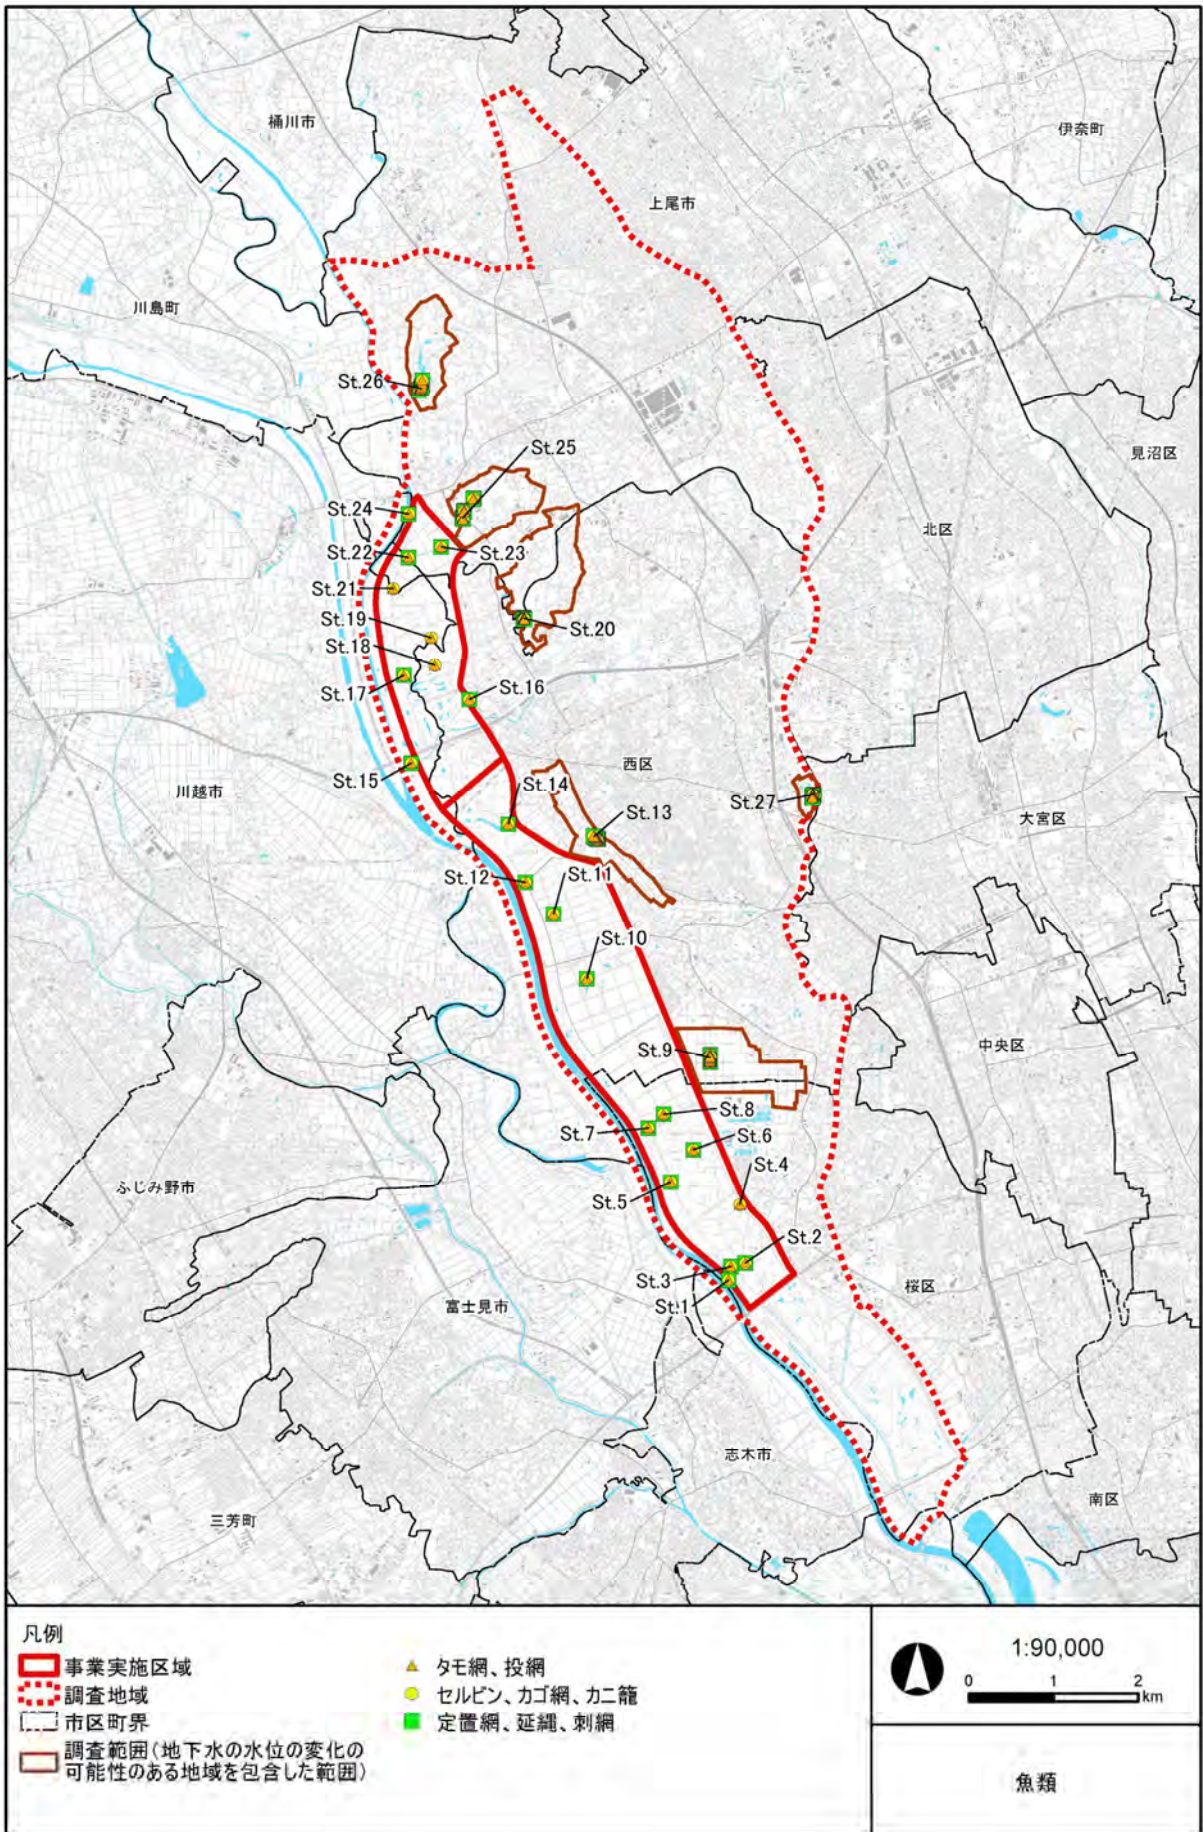 桶川市
伊奈町
上尾市
川島町
St.26
見沼区
St.25
St.24
北区
St.23
St.22
St.21
St.20
St.19
St.18
St.17
St.16
西区
St.15
川越市
St.14
St.27
大宮区
St.13
St.12
St.11
St.10
中央区
St.9
St.8
St.7
St.6
ふじみ野市
St.4
St.5
St.2
St.3
桜区
St.1
富士見市
志木市
南区
三芳町
凡例
事業実施区域
調査地域
市区町界
調査範囲(地下水の水位の変化の
可能性のある地域を包含した範囲)
タモ網、投網
セルビン、カゴ網、カニ籠
定置網、延縄、刺網
1:90,000
0 1 2
km
魚類